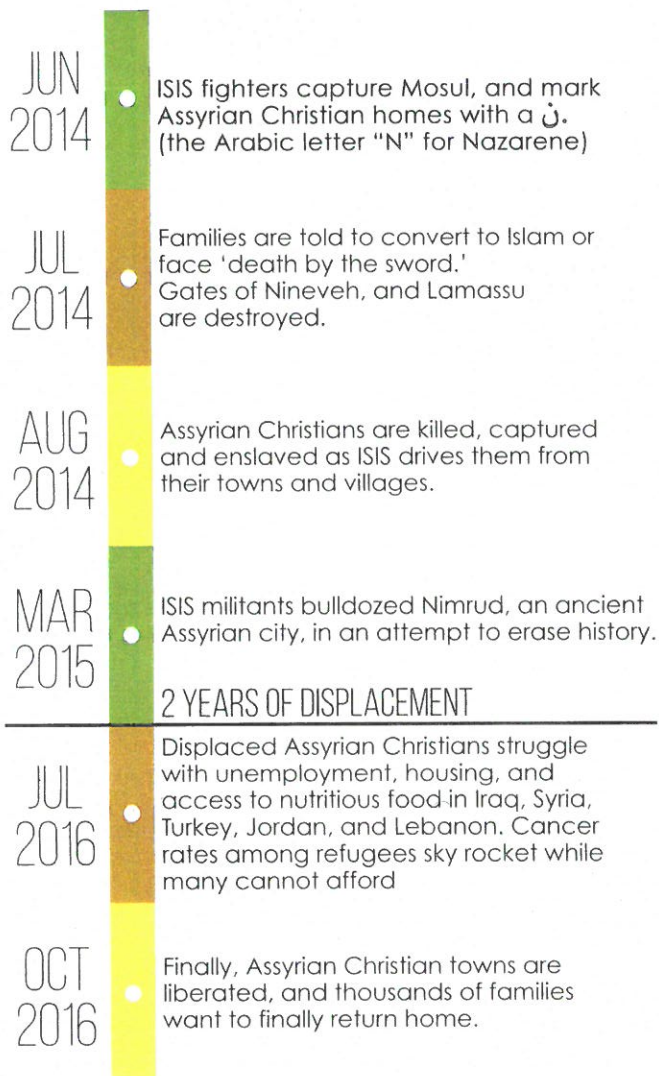 JUN
2014
ISIS fighters capture Mosul, and mark
Assyrian Christian homes with a ن.
(the Arabic letter "N" for Nazarene)
JUL
2014
Families are told to convert to Islam or
face 'death by the sword.'
Gates of Nineveh, and Lamassu
are destroyed.
AUG
2014
Assyrian Christians are killed, captured
and enslaved as ISIS drives them from
their towns and villages.
MAR
2015
ISIS militants bulldozed Nimrud, an ancient
Assyrian city, in an attempt to erase history.
2 YEARS OF DISPLACEMENT
JUL
2016
Displaced Assyrian Christians struggle
with unemployment, housing, and
access to nutritious food in Iraq, Syria,
Turkey, Jordan, and Lebanon. Cancer
rates among refugees sky rocket while
many cannot afford
OCT
2016
Finally, Assyrian Christian towns are
liberated, and thousands of families
want to finally return home.